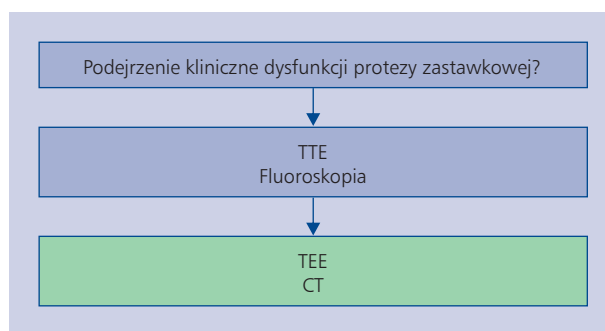 Podejrzenie kliniczne dysfunkcji protezy zastawkowej?
TTE
Fluoroskopia
TEE
CT